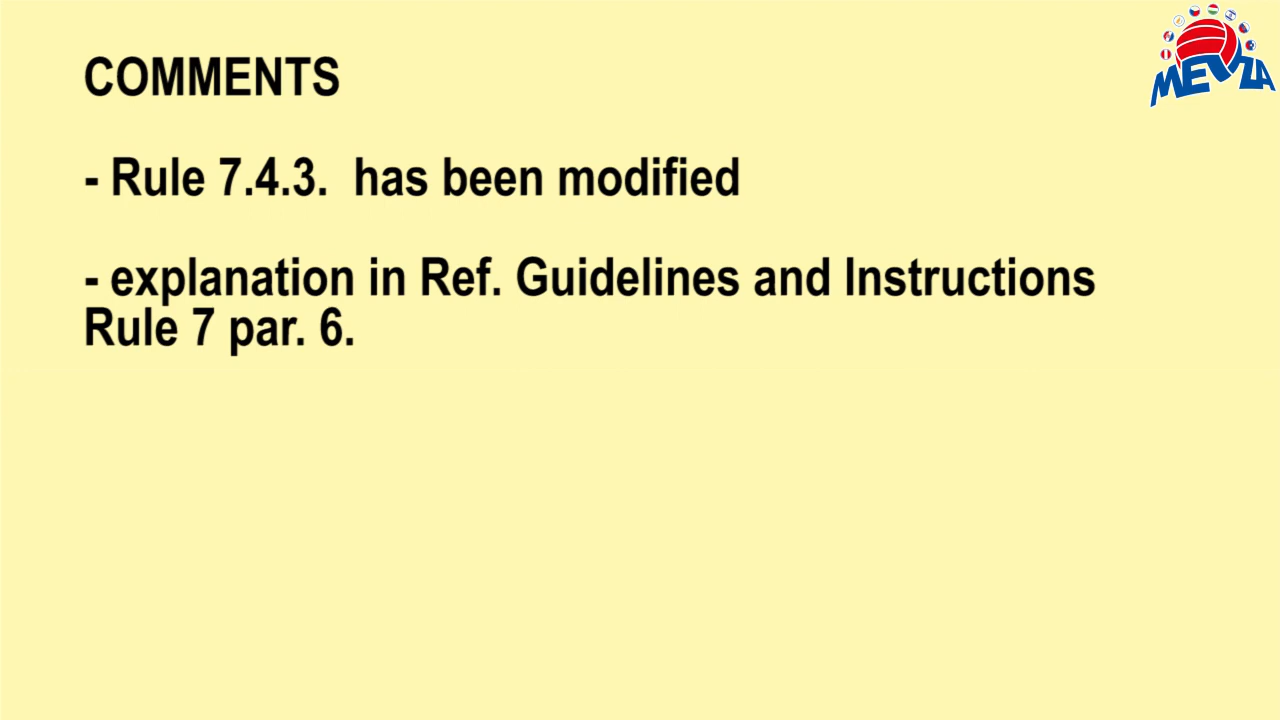 MEVZA
COMMENTS
- Rule 7.4.3.  has been modified
- explanation in Ref. Guidelines and Instructions
Rule 7 par. 6.